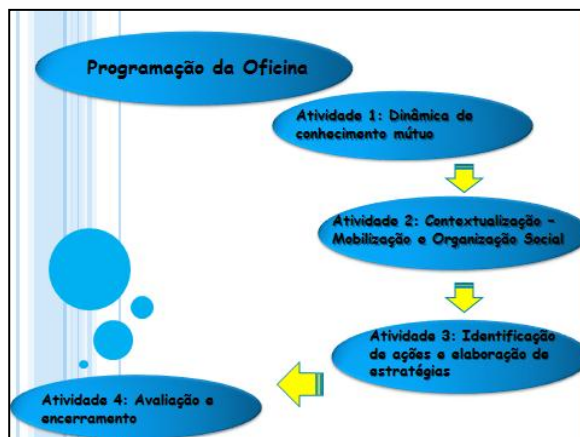 Programação da Oficina
Atividade 1: Dinâmica de
conhecimento mútuo
Atividade 2: Contextualização –
Mobilização e Organização Social
Atividade 3: Identificação
de ações e elaboração de
estratégias
Atividade 4: Avaliação e
encerramento